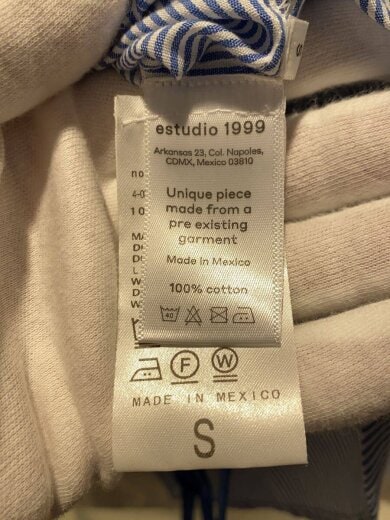 estudio 1999
Arkansas 23, Col. Napoles,
CDMX, Mexico 03810
Unique piece
made from a
pre existing
garment
Made in Mexico
100% cotton
40
F W
MADE IN MEXICO
S